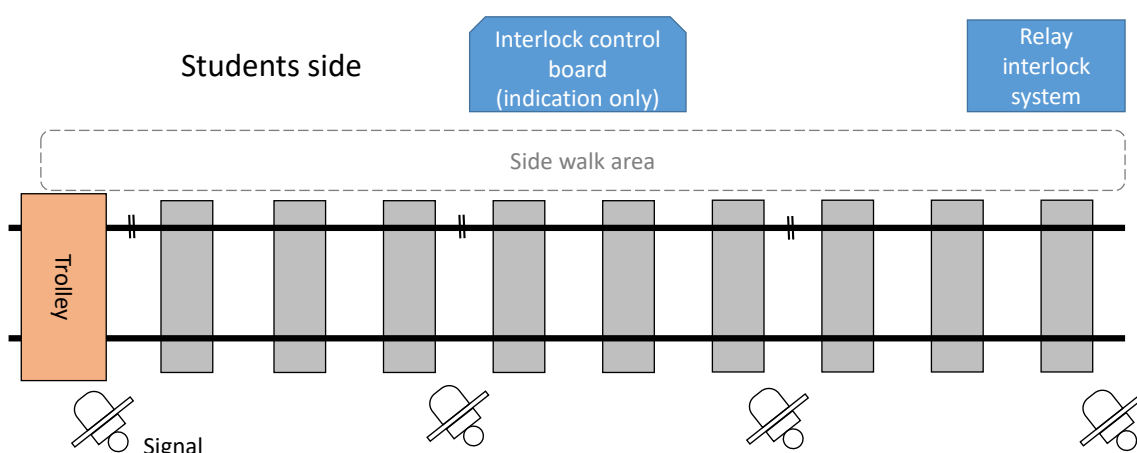 Students side
Interlock control
board
(indication only)
Relay
interlock
system
Side walk area
Trolley
Signal